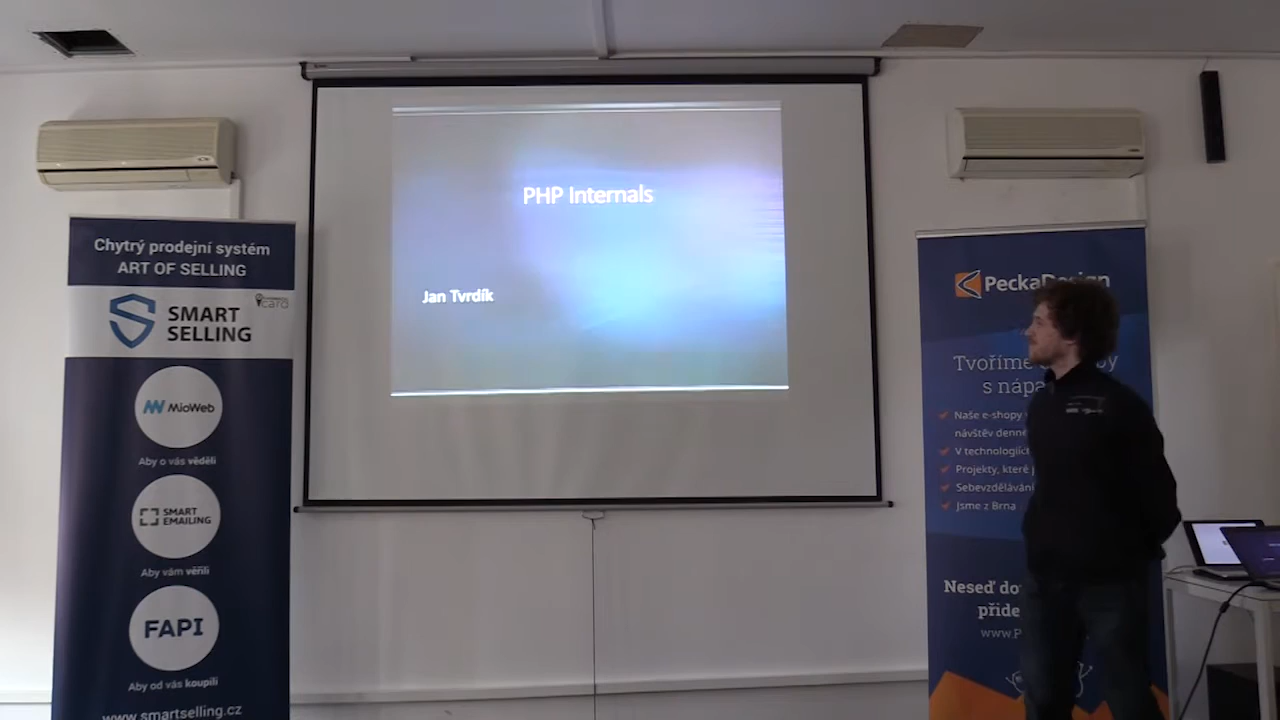 PHP Internals
Jan Tvrdík
Chytrý prodejní systém
ART OF SELLING
SMART
SELLING
MioWeb
Aby o vás věděli
SMART
EMAILING
Aby vám věřili
FAPI
Aby od vás koupili
www.smartselling.cz
PeckaDesign
Tvoříme
s nápa
Naše e-shopy
návštěv denně
V technologiích
Projekty, které
Sebevzdělávání
Jsme z Brna
Neseď do
přide
www.P